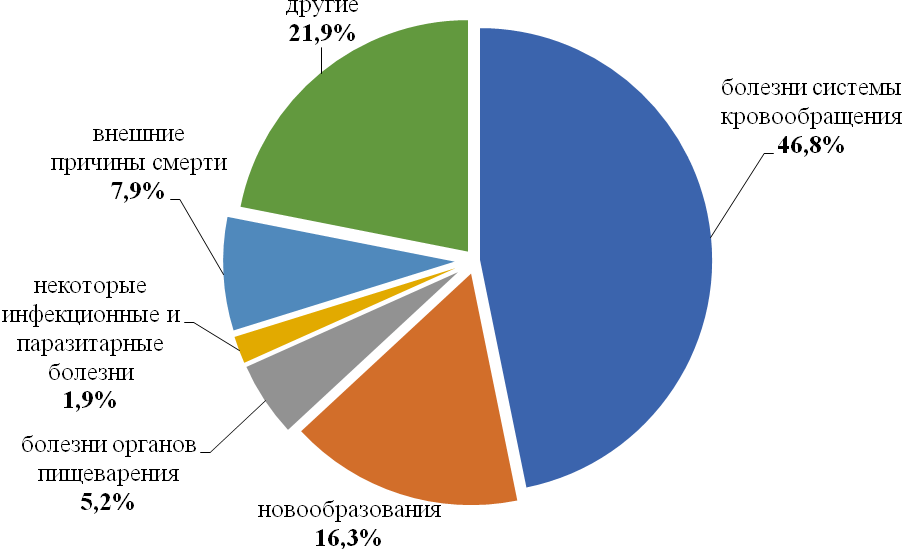 другие
21,9%
болезни системы
кровообращения
46,8%
внешние
причины смерти
7,9%
некоторые
инфекционные и
паразитарные
болезни
1,9%
болезни органов
пищеварения
5,2%
новообразования
16,3%